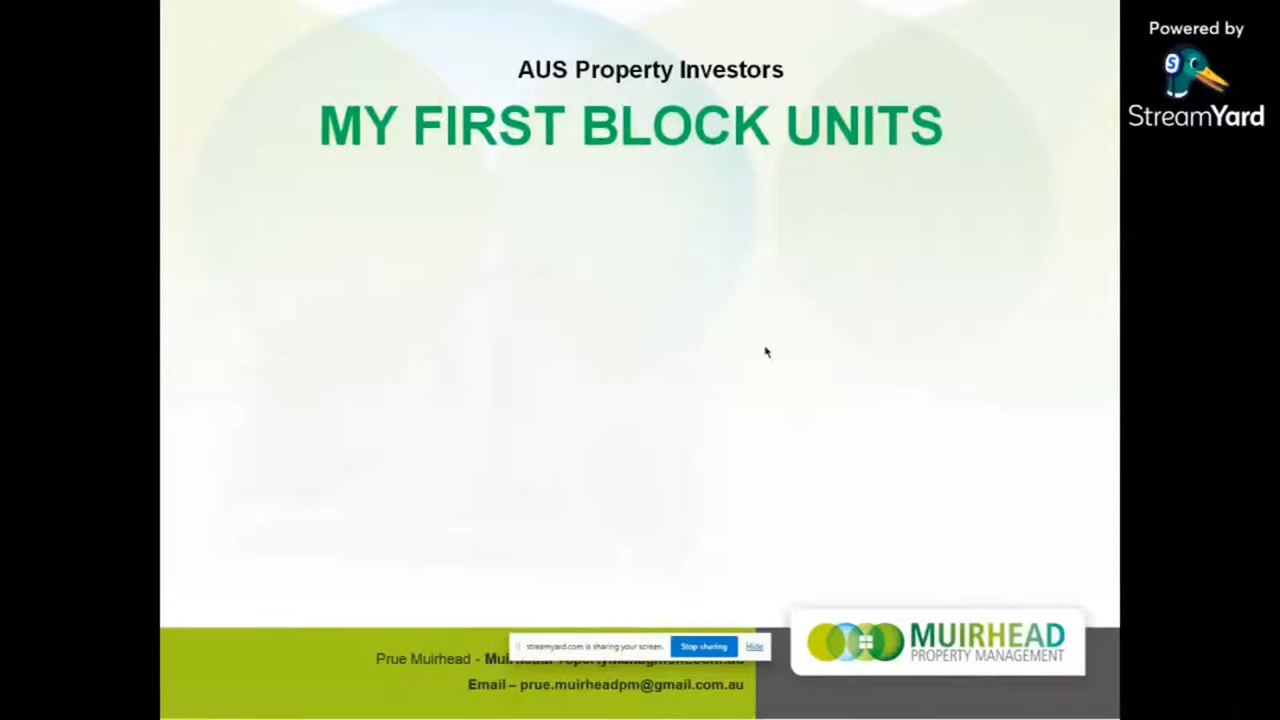 Powered by
StreamYard
AUS Property Investors
MY FIRST BLOCK UNITS
streamyard.com is sharing your screen. Stop sharing Hide
Prue Muirhead -
Email – prue.muirheadpm@gmail.com.au
MUIRHEAD
PROPERTY MANAGEMENT